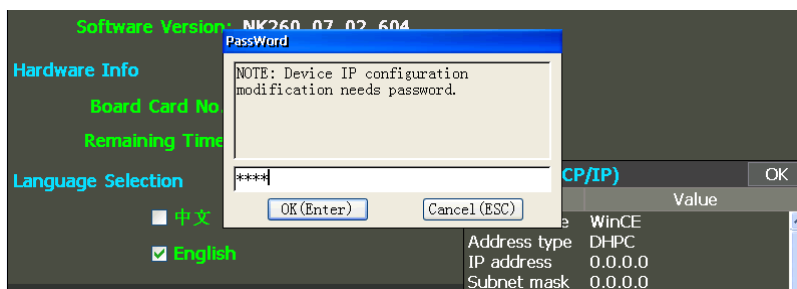 Software Version: NK260_07_02_604
PassWord
Hardware Info
NOTE: Device IP configuration
modification needs password.
Board Card No
Remaining Time
Language Selection
****
CP/IP)
OK
OK(Enter)
Cancel(ESC)
Value
中文
e WinCE
Address type DHPC
English
IP address 0.0.0.0
Subnet mask 0.0.0.0